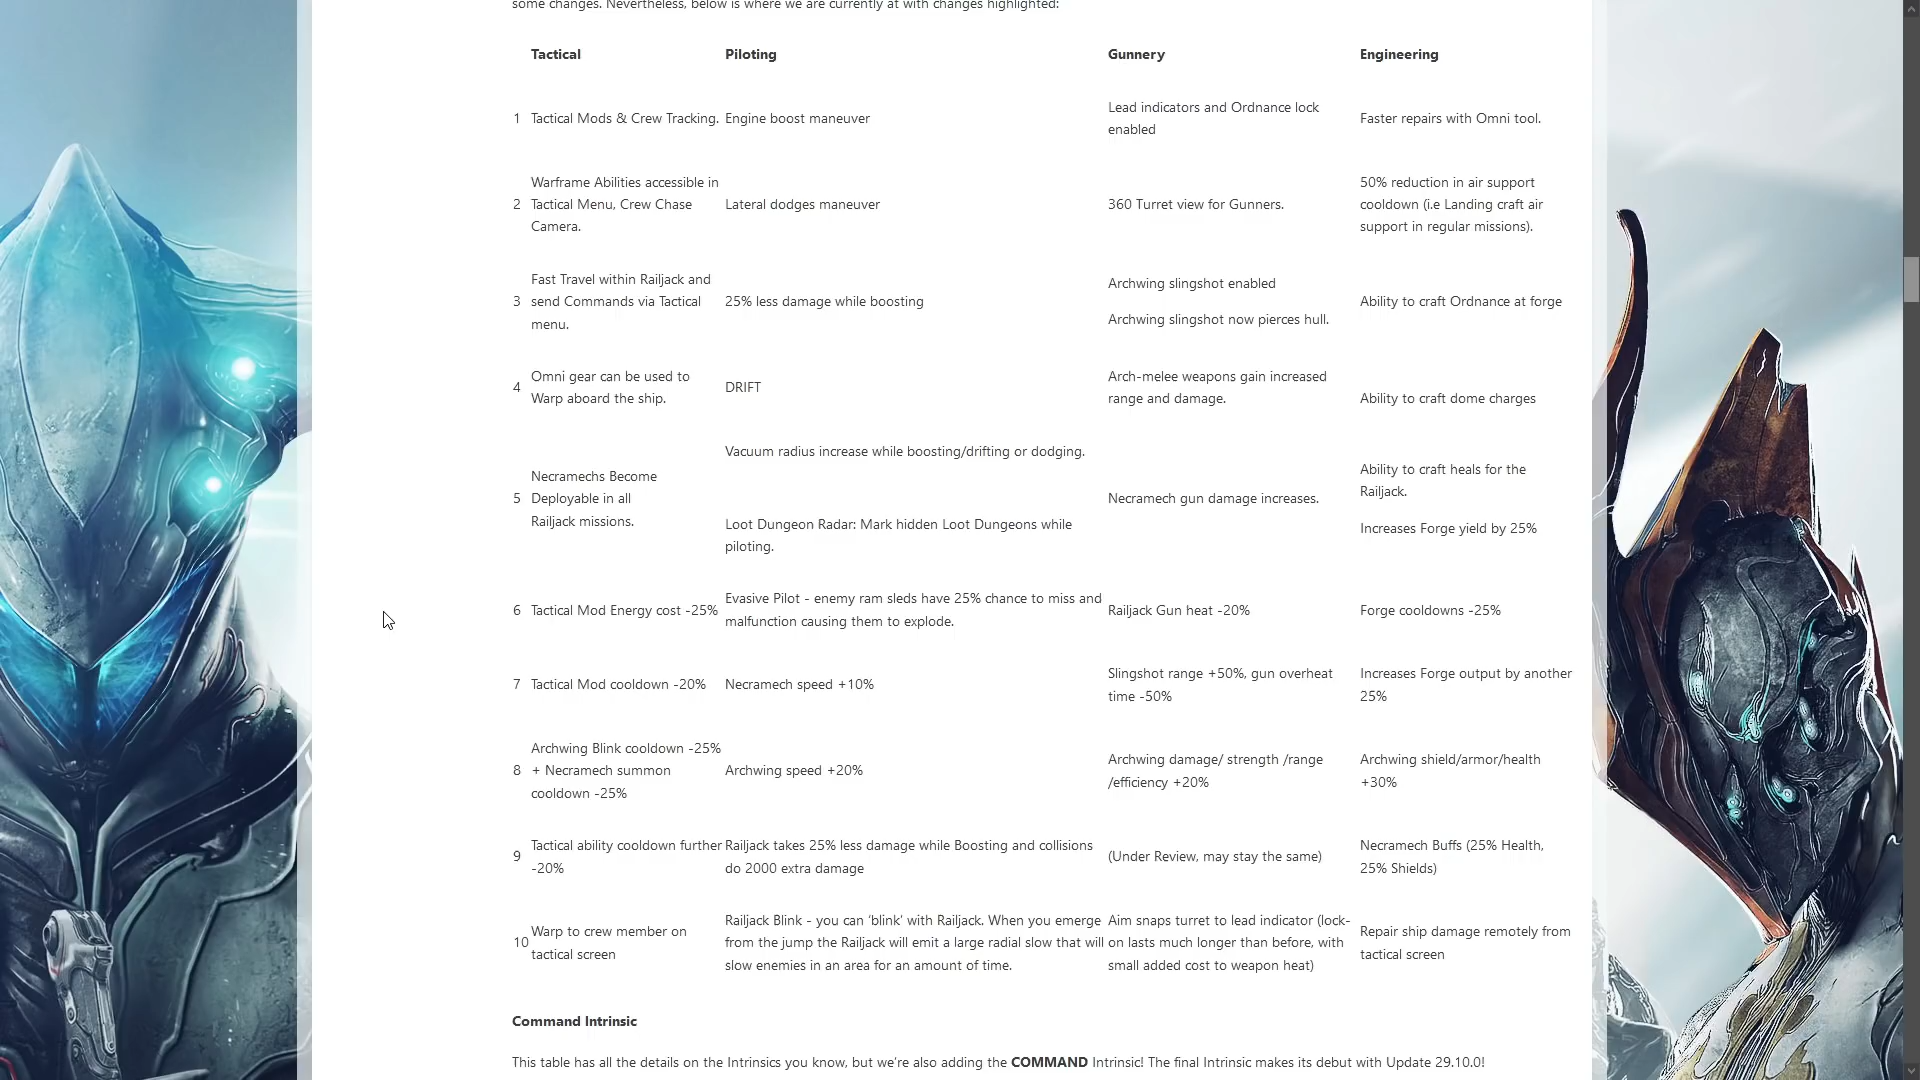 some changes. Nevertheless, below is where we are currently at with changes highlighted:
Tactical Piloting Gunnery Engineering
1 Tactical Mods & Crew Tracking. Engine boost maneuver
Lead indicators and Ordnance lock
enabled
Faster repairs with Omni tool.
2
Warframe Abilities accessible in
Tactical Menu, Crew Chase
Camera.
Lateral dodges maneuver
360 Turret view for Gunners.
50% reduction in air support
cooldown (i.e Landing craft air
support in regular missions).
3
Fast Travel within Railjack and
send Commands via Tactical
menu.
25% less damage while boosting
Archwing slingshot enabled
Archwing slingshot now pierces hull.
Ability to craft Ordnance at forge
4
Omni gear can be used to
Warp aboard the ship.
DRIFT
Arch-melee weapons gain increased
range and damage.
Ability to craft dome charges
5
Necramechs Become
Deployable in all
Railjack missions.
Vacuum radius increase while boosting/drifting or dodging.
Loot Dungeon Radar: Mark hidden Loot Dungeons while
piloting.
Necramech gun damage increases.
Ability to craft heals for the
Railjack.
Increases Forge yield by 25%
6 Tactical Mod Energy cost -25%
Evasive Pilot - enemy ram sleds have 25% chance to miss and
malfunction causing them to explode.
Railjack Gun heat -20%
Forge cooldowns -25%
7 Tactical Mod cooldown -20%
Necramech speed +10%
Slingshot range +50%, gun overheat
time -50%
Increases Forge output by another
25%
8
Archwing Blink cooldown -25%
+ Necramech summon
cooldown -25%
Archwing speed +20%
Archwing damage/ strength /range
/efficiency +20%
Archwing shield/armor/health
+30%
9
Tactical ability cooldown further
-20%
Railjack takes 25% less damage while Boosting and collisions
do 2000 extra damage
(Under Review, may stay the same)
Necramech Buffs (25% Health,
25% Shields)
10
Warp to crew member on
tactical screen
Railjack Blink - you can ‘blink’ with Railjack. When you emerge
from the jump the Railjack will emit a large radial slow that will
slow enemies in an area for an amount of time.
Aim snaps turret to lead indicator (lock-
on lasts much longer than before, with
small added cost to weapon heat)
Repair ship damage remotely from
tactical screen
Command Intrinsic
This table has all the details on the Intrinsics you know, but we’re also adding the COMMAND Intrinsic! The final Intrinsic makes its debut with Update 29.10.0!